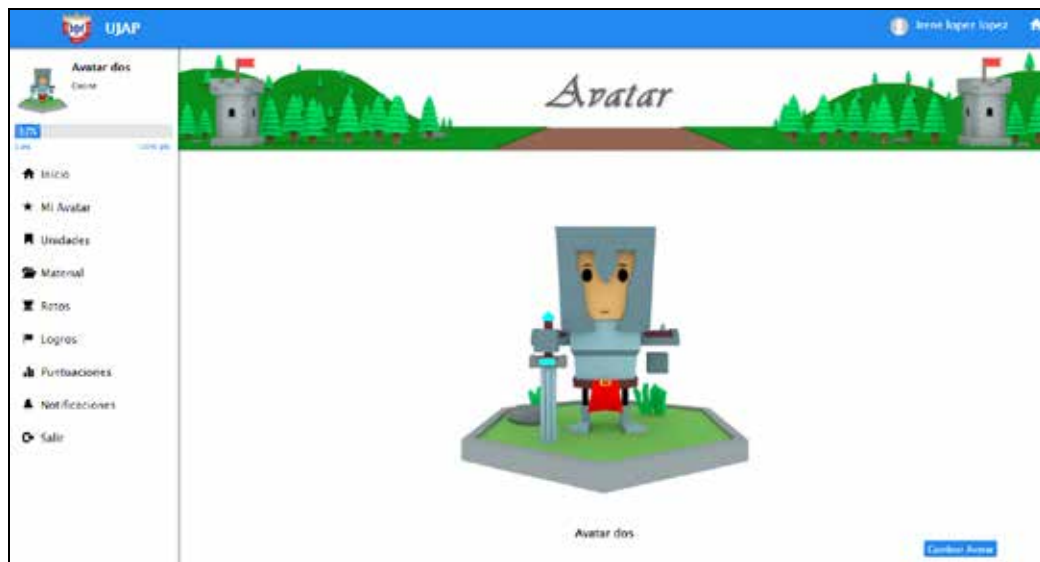 UJAP
Irene lopez lopez
Avatar dos
Avatar
Inicio
Mi Avatar
Unidades
Material
Retos
Logros
Puntuaciones
Notificaciones
Salir
Avatar dos
Cambiar Avatar